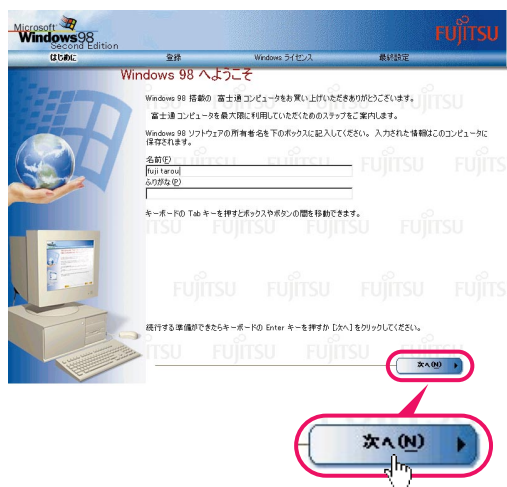 Microsoft
Windows98
Second Edition
FUJITSU
はじめに 登録 Windows ライセンス 最終設定
Windows 98 へようこそ
Windows 98 搭載の 富士通コンピュータをお買い上げいただきありがとうございます。
富士通コンピュータを最大限に利用していただくためのステップをご案内します。
Windows 98 ソフトウェアの所有者名を下のボックスに記入してください。 入力された情報はこのコンピュータに
保存されます。
名前(F)
fuji tarou
ふりがな(P)
キーボードの Tab キーを押すとボックスやボタンの間を移動できます。
続行する準備ができたらキーボードの Enter キーを押すか [次へ] をクリックしてください。
次へ(N)
次へ(N)